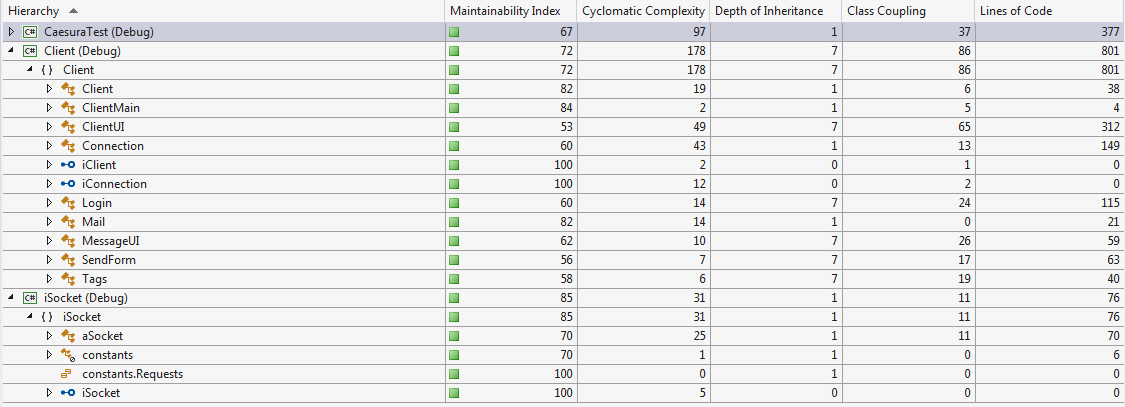 Hierarchy Maintainability Index Cyclomatic Complexity Depth of Inheritance Class Coupling Lines of Code
C# CaesuraTest (Debug) 67 97 1 37 377
C# Client (Debug) 72 178 7 86 801
{ } Client 72 178 7 86 801
Client 82 19 1 6 38
ClientMain 84 2 1 5 4
ClientUI 53 49 7 65 312
Connection 60 43 1 13 149
iClient 100 2 0 1 0
iConnection 100 12 0 2 0
Login 60 14 7 24 115
Mail 82 14 1 0 21
MessageUI 62 10 7 26 59
SendForm 56 7 7 17 63
Tags 58 6 7 19 40
C# iSocket (Debug) 85 31 1 11 76
{ } iSocket 85 31 1 11 76
aSocket 70 25 1 11 70
constants 70 1 1 0 6
constants.Requests 100 0 1 0 0
iSocket 100 5 0 0 0